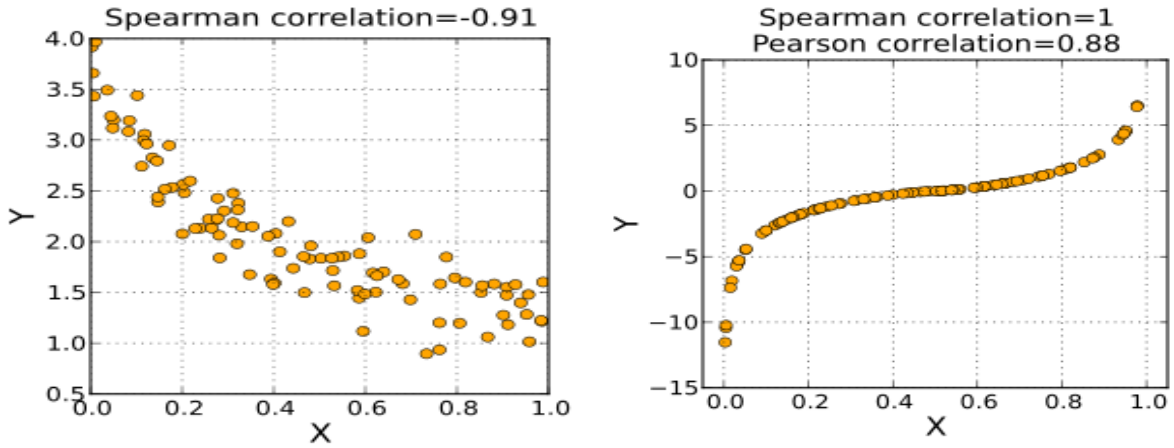 Spearman correlation=-0.91
4.0
3.5
3.0
2.5
2.0
1.5
1.0
0.5
Y
0.0 0.2 0.4 0.6 0.8 1.0
X
Spearman correlation=1
Pearson correlation=0.88
10
5
0
−5
−10
−15
Y
0.0 0.2 0.4 0.6 0.8 1.0
X